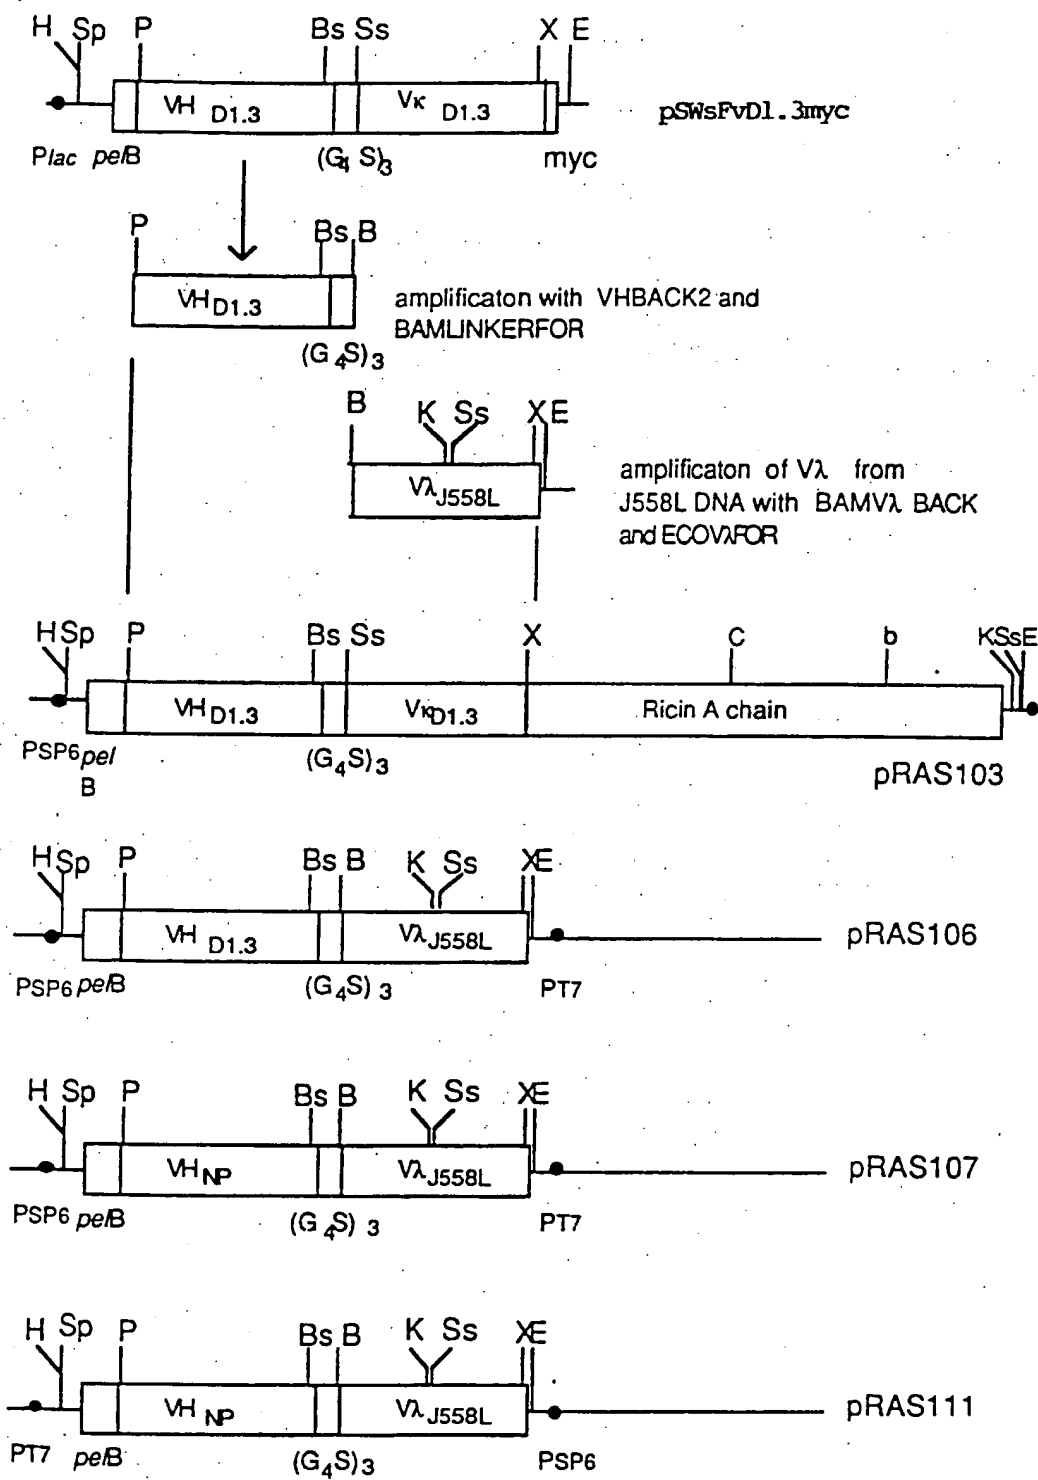 H Sp P Bs Ss X E
VH D1.3 Vκ D1.3 pSWsFvD1.3myc
Plac pelB (G4 S)3 myc
P Bs B
VH D1.3 amplificaton with VHBACK2 and
BAMLINKERFOR
(G4S)3
B K Ss X E
Vλ J558L amplificaton of Vλ from
J558L DNA with BAMVλ BACK
and ECOVλFOR
H Sp P Bs Ss X C b K Ss E
VH D1.3 Vκ D1.3 Ricin A chain
PSP6 pel B (G4S)3 pRAS103
H Sp P Bs B K Ss X E
VH D1.3 Vλ J558L pRAS106
PSP6 pelB (G4S)3 PT7
H Sp P Bs B K Ss X E
VH NP Vλ J558L pRAS107
PSP6 pelB (G4S)3 PT7
H Sp P Bs B K Ss X E
VH NP Vλ J558L pRAS111
PT7 pelB (G4S)3 PSP6